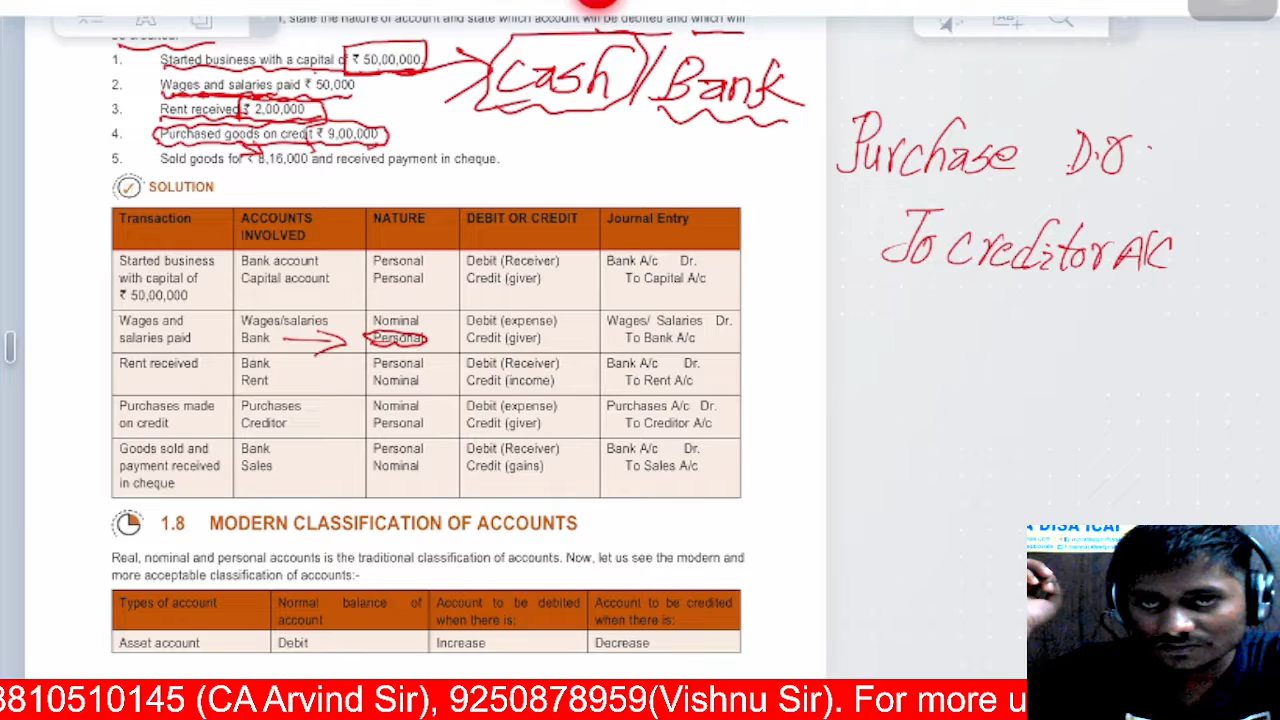 , state the nature of account and state which account will be debited and which will
1. Started business with a capital of ₹ 50,00,000.
2. Wages and salaries paid ₹ 50,000
3. Rent received ₹ 2,00,000
4. Purchased goods on credit ₹ 9,00,000
5. Sold goods for ₹ 8,16,000 and received payment in cheque.
Cash / Bank
Purchase D.r.
To Creditor A/C
SOLUTION
Transaction ACCOUNTS INVOLVED NATURE DEBIT OR CREDIT Journal Entry
Started business Bank account Personal Debit (Receiver) Bank A/c Dr.
with capital of Capital account Personal Credit (giver) To Capital A/c
₹ 50,00,000
Wages and Wages/salaries Nominal Debit (expense) Wages/ Salaries Dr.
salaries paid Bank Personal Credit (giver) To Bank A/c
Rent received Bank Personal Debit (Receiver) Bank A/c Dr.
Rent Nominal Credit (income) To Rent A/c
Purchases made Purchases Nominal Debit (expense) Purchases A/c Dr.
on credit Creditor Personal Credit (giver) To Creditor A/c
Goods sold and Bank Personal Debit (Receiver) Bank A/c Dr.
payment received Sales Nominal Credit (gains) To Sales A/c
in cheque
1.8 MODERN CLASSIFICATION OF ACCOUNTS
Real, nominal and personal accounts is the traditional classification of accounts. Now, let us see the modern and
more acceptable classification of accounts:-
Types of account Normal balance of account Account to be debited when there is: Account to be credited when there is:
Asset account Debit Increase Decrease
DISA ICAI
8810510145 (CA Arvind Sir), 9250878959(Vishnu Sir). For more u